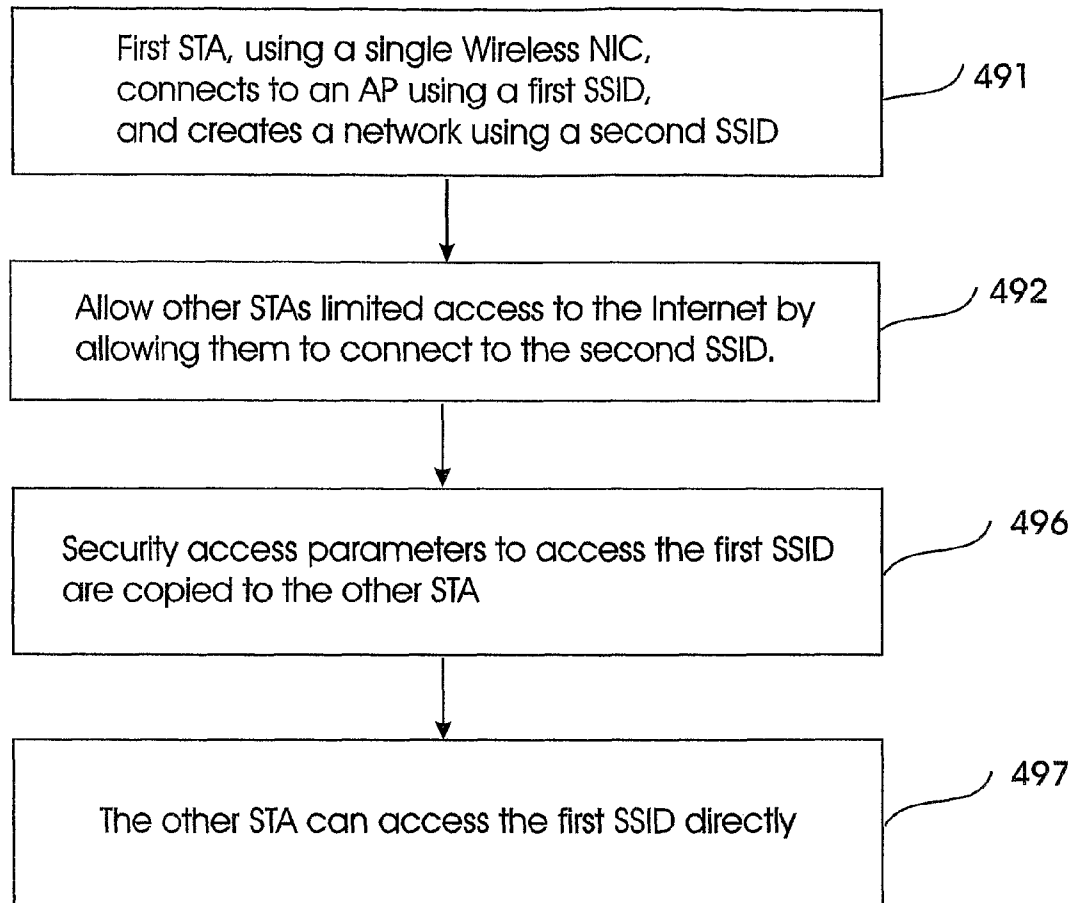 First STA, using a single Wireless NIC,
connects to an AP using a first SSID,
and creates a network using a second SSID
491
Allow other STAs limited access to the Internet by
allowing them to connect to the second SSID.
492
Security access parameters to access the first SSID
are copied to the other STA
496
The other STA can access the first SSID directly
497